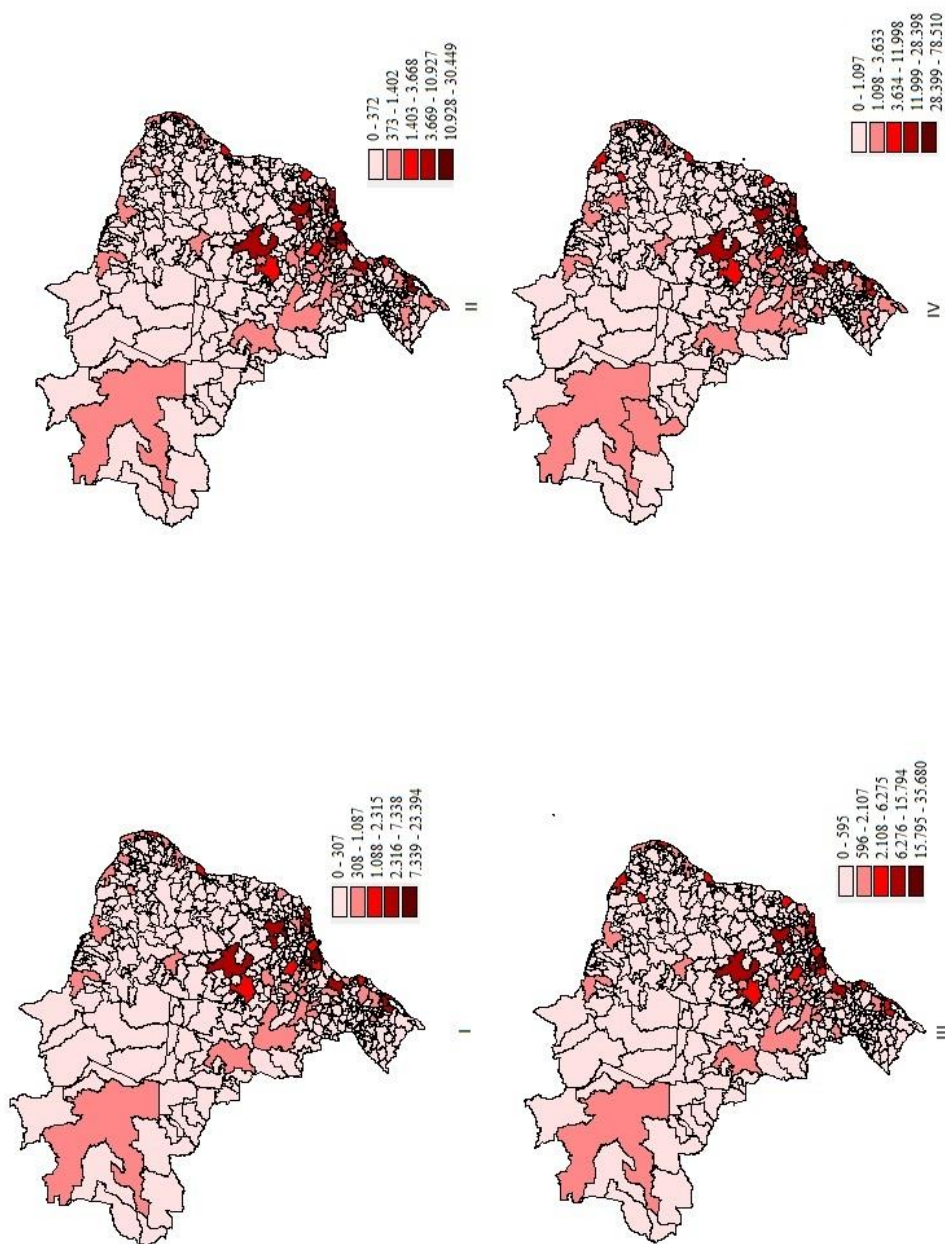 I
0 - 307
308 - 1.087
1.088 - 2.315
2.316 - 7.338
7.339 - 23.394
II
0 - 372
373 - 1.402
1.403 - 3.668
3.669 - 10.927
10.928 - 30.449
III
0 - 595
596 - 2.107
2.108 - 6.275
6.276 - 15.794
15.795 - 35.680
IV
0 - 1.097
1.098 - 3.633
3.634 - 11.998
11.999 - 28.398
28.399 - 78.510